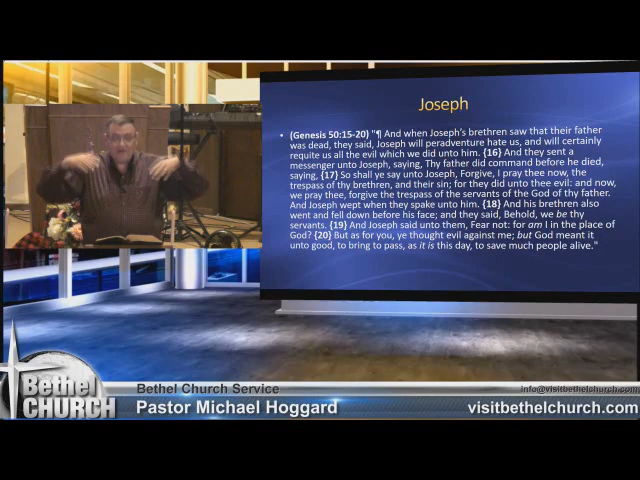 Joseph
• (Genesis 50:15-20) "¶ And when Joseph's brethren saw that their father
was dead, they said, Joseph will peradventure hate us, and will certainly
requite us all the evil which we did unto him. {16} And they sent a
messenger unto Joseph, saying, Thy father did command before he died,
saying, {17} So shall ye say unto Joseph, Forgive, I pray thee now, the
trespass of thy brethren, and their sin; for they did unto thee evil: and now,
we pray thee, forgive the trespass of the servants of the God of thy father.
And Joseph wept when they spake unto him. {18} And his brethren also
went and fell down before his face; and they said, Behold, we be thy
servants. {19} And Joseph said unto them, Fear not: for am I in the place of
God? {20} But as for you, ye thought evil against me; but God meant it
unto good, to bring to pass, as it is this day, to save much people alive."
Bethel
CHURCH
Bethel Church Service
info@visitbethelchurch.com
Pastor Michael Hoggard
visitbethelchurch.com